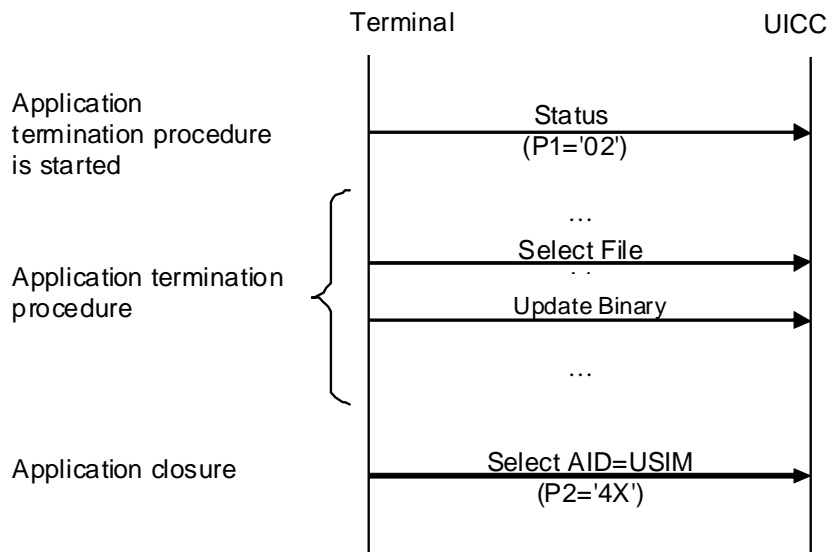 Terminal
UICC
Application
termination procedure
is started
Status
(P1='02')
...
Select File
. .
Application termination
procedure
Update Binary
...
Application closure
Select AID=USIM
(P2='4X')